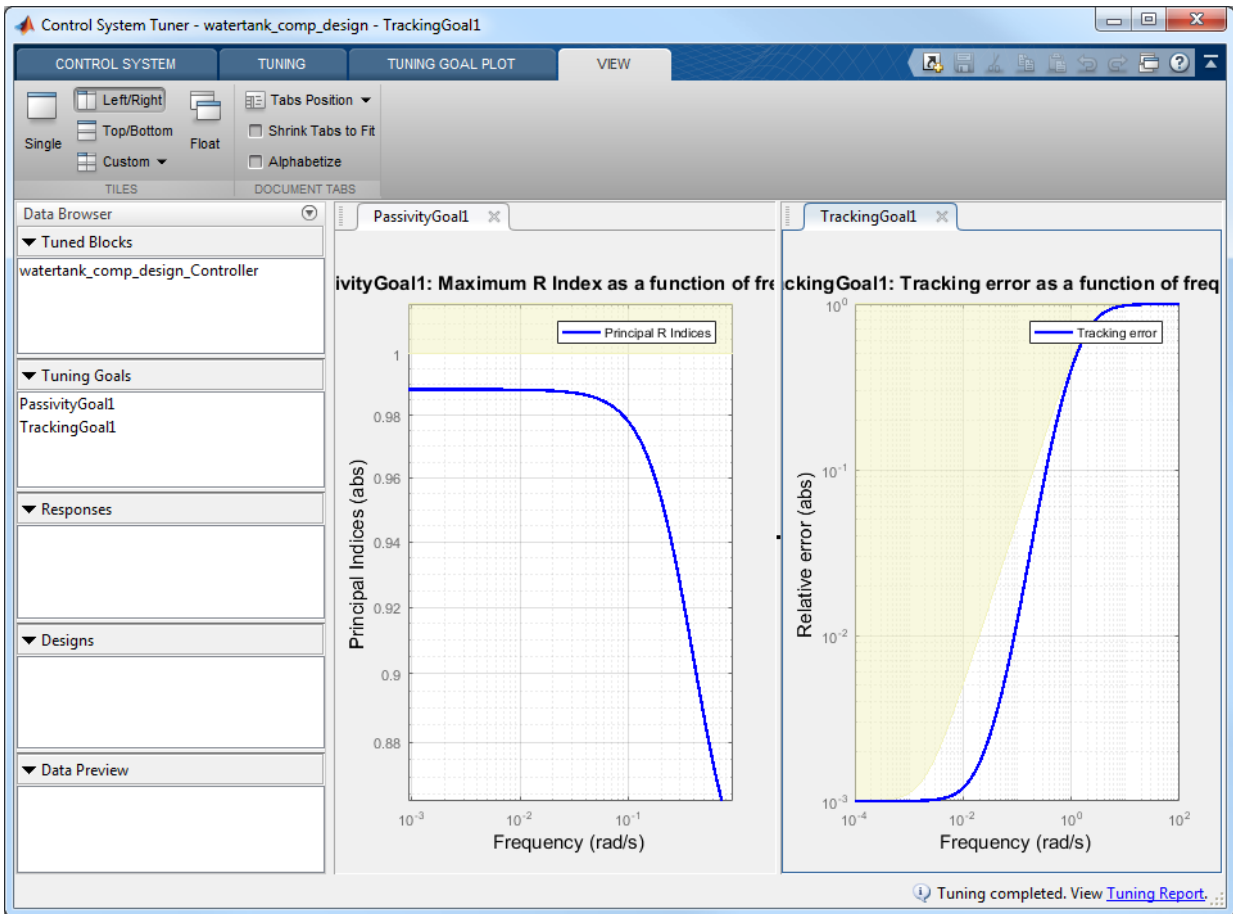 Control System Tuner - watertank_comp_design - TrackingGoal1
CONTROL SYSTEM
TUNING
TUNING GOAL PLOT
VIEW
Single
Left/Right
Top/Bottom
Custom
Float
TILES
Tabs Position
Shrink Tabs to Fit
Alphabetize
DOCUMENT TABS
Data Browser
Tuned Blocks
watertank_comp_design_Controller
Tuning Goals
PassivityGoal1
TrackingGoal1
Responses
Designs
Data Preview
PassivityGoal1
ivityGoal1: Maximum R Index as a function of fre
Principal R Indices
Principal Indices (abs)
1
0.98
0.96
0.94
0.92
0.9
0.88
10^-3
10^-2
10^-1
Frequency (rad/s)
TrackingGoal1
ckingGoal1: Tracking error as a function of freq
Tracking error
Relative error (abs)
10^0
10^-1
10^-2
10^-3
10^-4
10^-2
10^0
10^2
Frequency (rad/s)
Tuning completed. View Tuning Report.